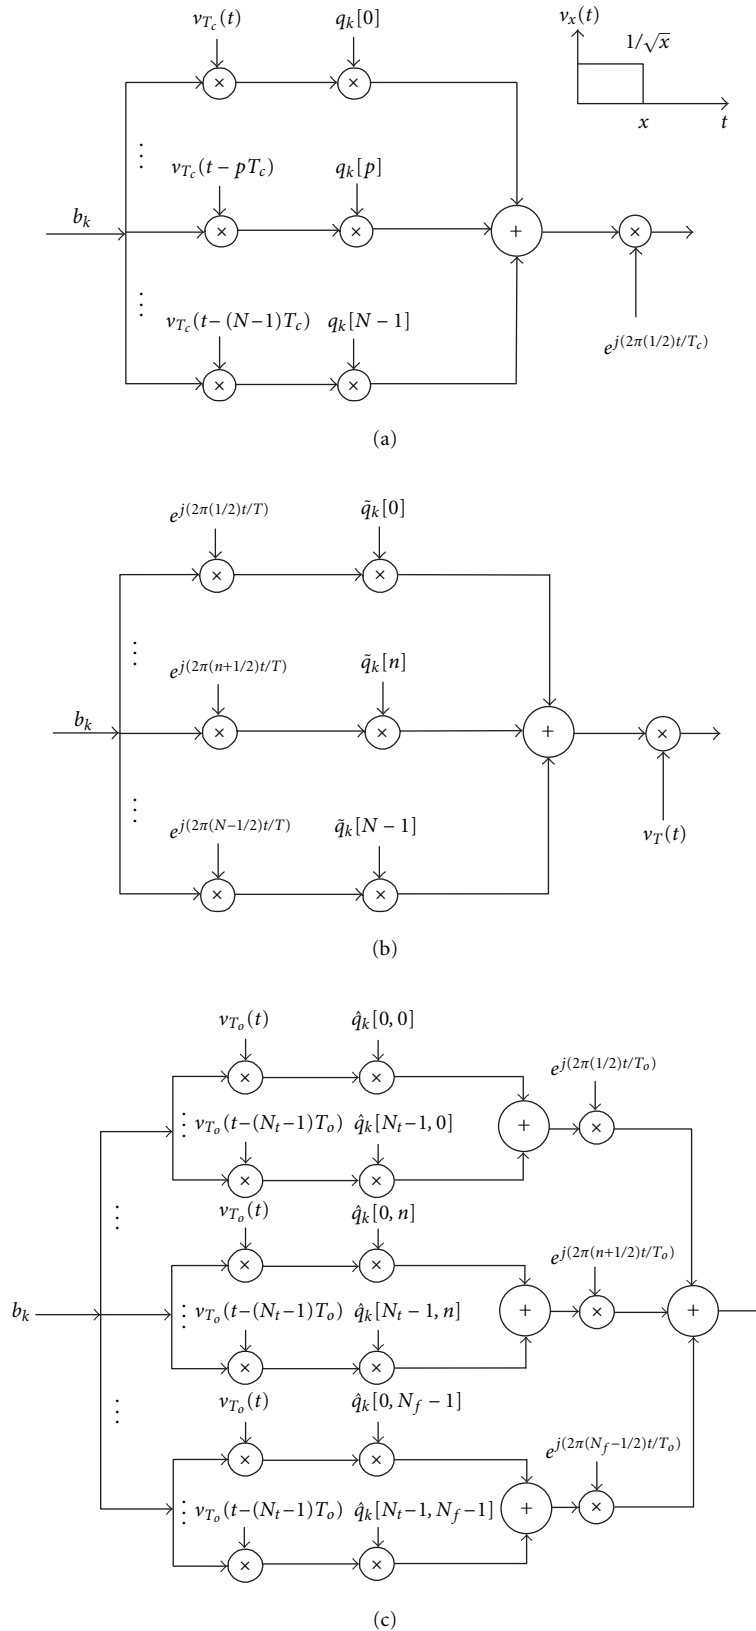 v_{T_c}(t) q_k[0] v_x(t)
1/√x
× ×
x t
⋮ v_{T_c}(t − pT_c) q_k[p]
b_k × × + ×
⋮ v_{T_c}(t−(N−1)T_c) q_k[N − 1]
e^{j(2π(1/2)t/T_c)}
× ×
(a)
e^{j(2π(1/2)t/T)} q̃_k[0]
× ×
⋮ e^{j(2π(n+1/2)t/T)} q̃_k[n]
b_k × × + ×
⋮ e^{j(2π(N−1/2)t/T)} q̃_k[N − 1] v_T(t)
× ×
(b)
v_{T_o}(t) q̂_k[0, 0]
e^{j(2π(1/2)t/T_o)}
× ×
⋮ v_{T_o}(t−(N_t−1)T_o) q̂_k[N_t−1, 0] + ×
× ×
⋮ v_{T_o}(t) q̂_k[0, n]
e^{j(2π(n+1/2)t/T_o)}
× ×
b_k ⋮ v_{T_o}(t−(N_t−1)T_o) q̂_k[N_t − 1, n] + × +
× ×
⋮ v_{T_o}(t) q̂_k[0, N_f − 1]
e^{j(2π(N_f−1/2)t/T_o)}
× ×
⋮ v_{T_o}(t−(N_t−1)T_o) q̂_k[N_t−1, N_f−1] + ×
× ×
(c)